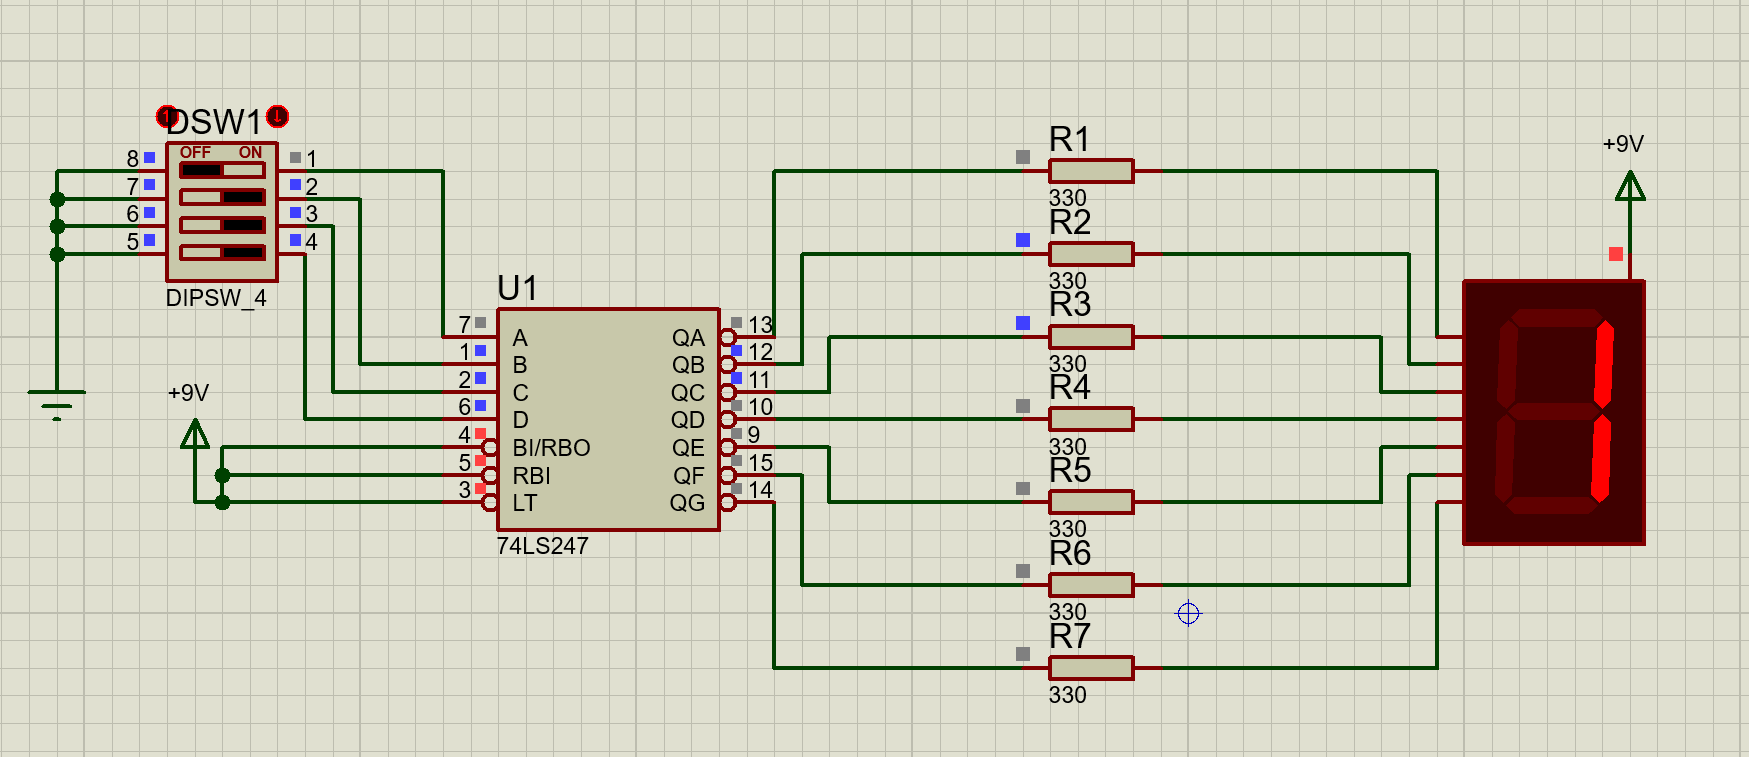 DSW1
OFF ON
8 1
7 2
6 3
5 4
DIPSW_4
+9V
U1
7 A QA 13
1 B QB 12
2 C QC 11
6 D QD 10
4 BI/RBO QE 9
5 RBI QF 15
3 LT QG 14
74LS247
R1
330
R2
330
R3
330
R4
330
R5
330
R6
330
R7
330
+9V